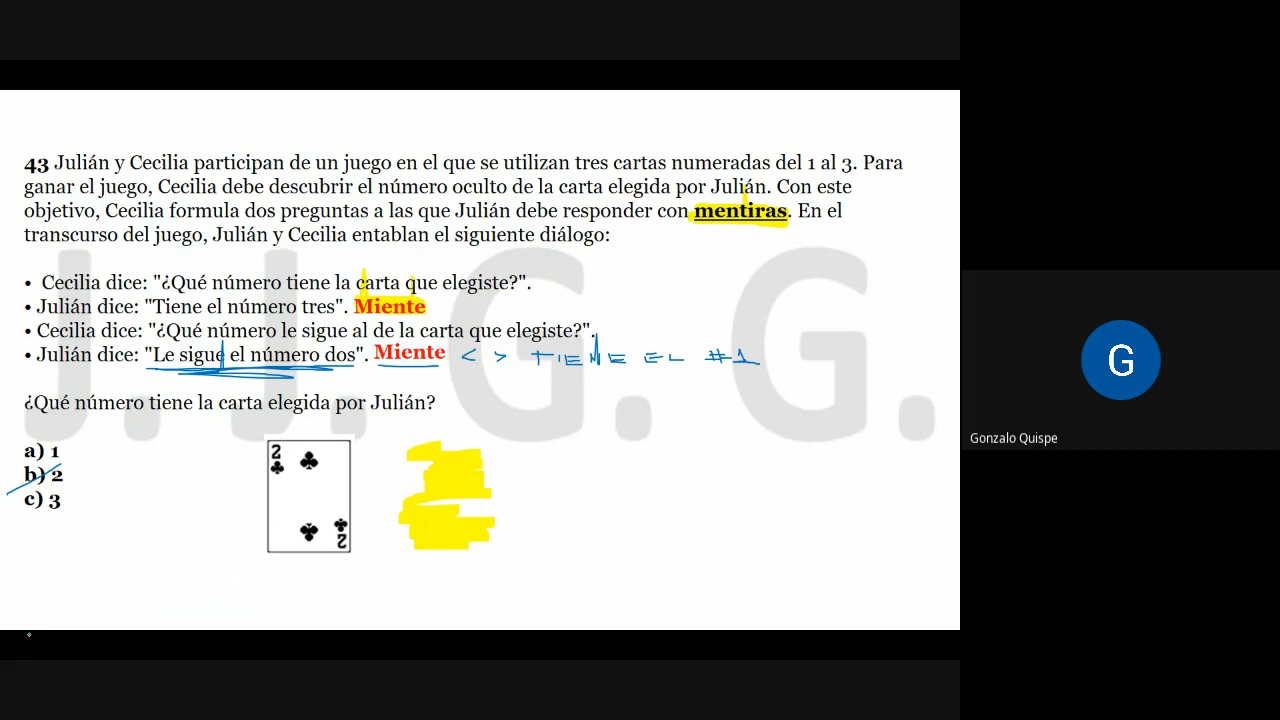 43 Julián y Cecilia participan de un juego en el que se utilizan tres cartas numeradas del 1 al 3. Para
ganar el juego, Cecilia debe descubrir el número oculto de la carta elegida por Julián. Con este
objetivo, Cecilia formula dos preguntas a las que Julián debe responder con mentiras. En el
transcurso del juego, Julián y Cecilia entablan el siguiente diálogo:
• Cecilia dice: "¿Qué número tiene la carta que elegiste?".
• Julián dice: "Tiene el número tres". Miente
• Cecilia dice: "¿Qué número le sigue al de la carta que elegiste?".
• Julián dice: "Le sigue el número dos". Miente < > TIENE EL #1
¿Qué número tiene la carta elegida por Julián?
a) 1
b) 2
c) 3
2
2
J. J. G. G.
G
Gonzalo Quispe